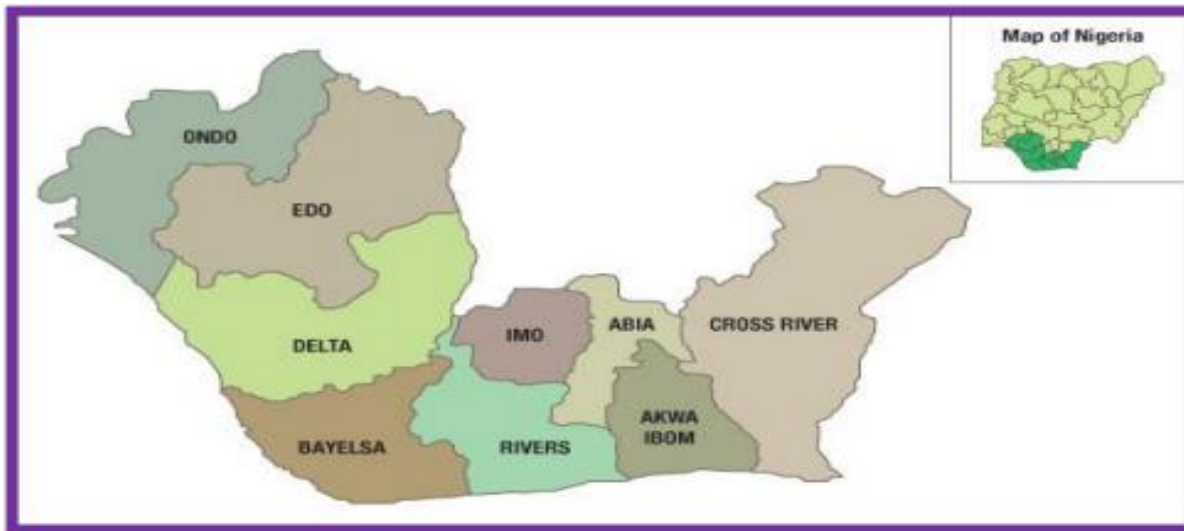 Map of Nigeria
ONDO
EDO
DELTA
IMO
ABIA
CROSS RIVER
BAYELSA
RIVERS
AKWA
IBOM